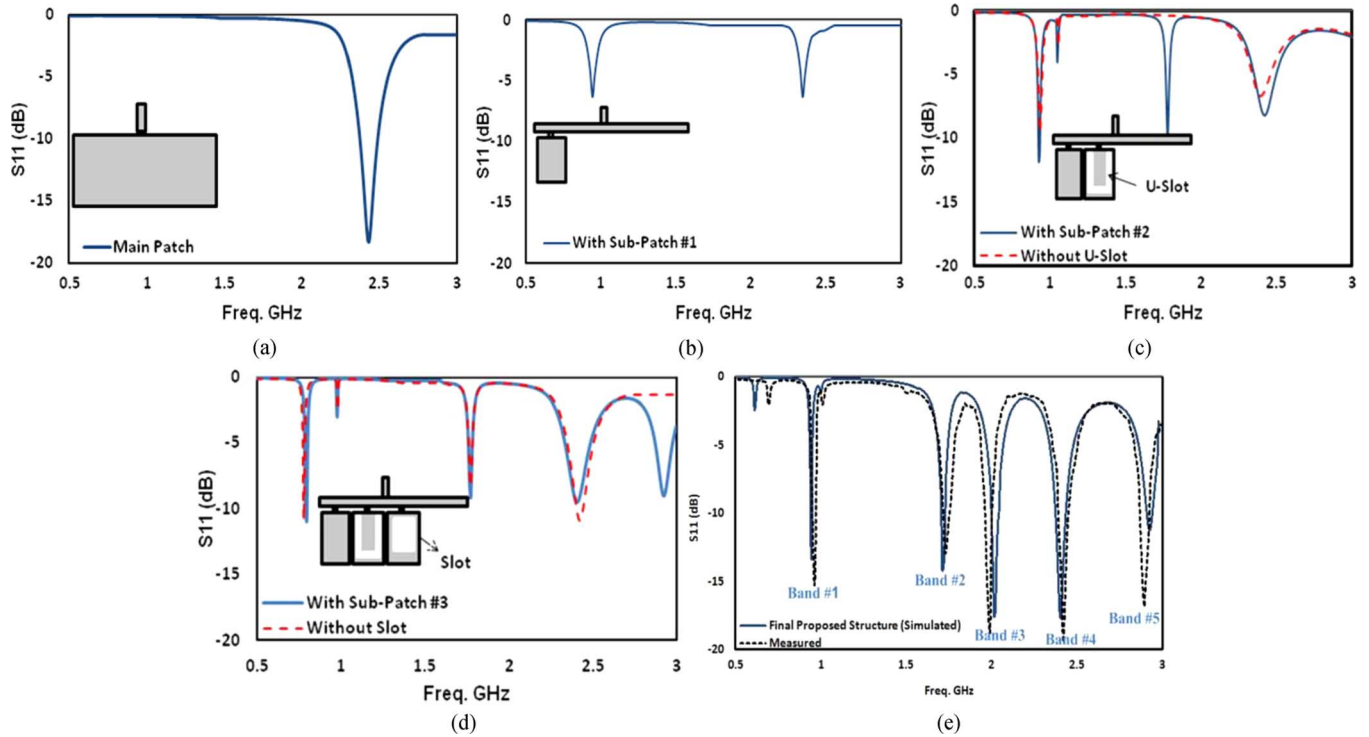 0
-5
-10
-15
-20
S11 (dB)
Main Patch
0.5 1 1.5 2 2.5 3
Freq. GHz
(a)
0
-5
-10
-15
-20
S11 (dB)
With Sub-Patch #1
0.5 1 1.5 2 2.5 3
Freq. GHz
(b)
0
-5
-10
-15
-20
S11 (dB)
U-Slot
With Sub-Patch #2
Without U-Slot
0.5 1 1.5 2 2.5 3
Freq. GHz
(c)
0
-5
-10
-15
-20
S11 (dB)
Slot
With Sub-Patch #3
Without Slot
0.5 1 1.5 2 2.5 3
Freq. GHz
(d)
0
-5
-10
-15
-20
S11 (dB)
Band #1
Band #2
Band #3
Band #4
Band #5
Final Proposed Structure (Simulated)
Measured
0.5 1 1.5 2 2.5 3
Freq. GHz
(e)